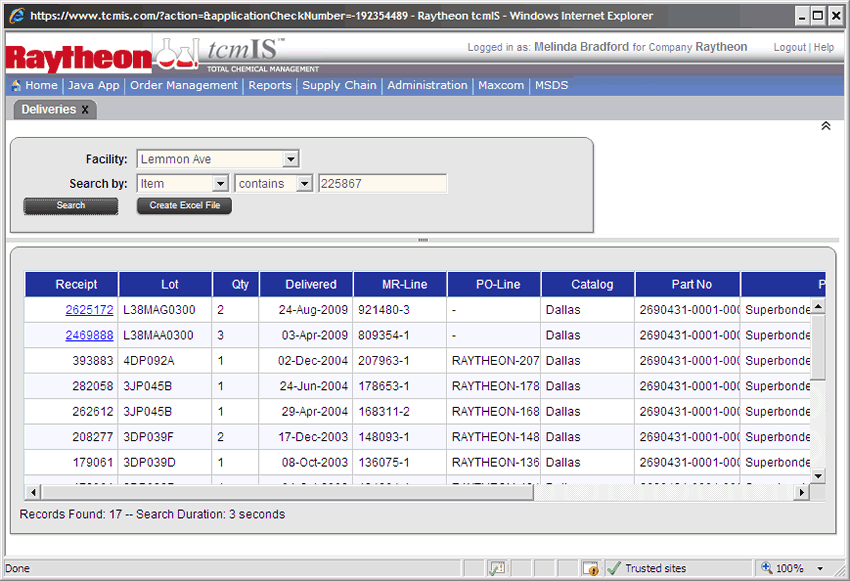 https://www.tcmis.com/?action=&applicationCheckNumber=-192354489 - Raytheon tcmIS - Windows Internet Explorer
Raytheon tcmIS™ TOTAL CHEMICAL MANAGEMENT Logged in as: Melinda Bradford for Company Raytheon Logout | Help
Home | Java App | Order Management | Reports | Supply Chain | Administration | Maxcom | MSDS
Deliveries X
Facility: Lemmon Ave
Search by: Item contains 225867
Search Create Excel File
Receipt Lot Qty Delivered MR-Line PO-Line Catalog Part No P
2625172 L38MAG0300 2 24-Aug-2009 921480-3 - Dallas 2690431-0001-000 Superbonde
2469888 L38MAA0300 3 03-Apr-2009 809354-1 - Dallas 2690431-0001-000 Superbonde
393883 4DP092A 1 02-Dec-2004 207963-1 RAYTHEON-207 Dallas 2690431-0001-000 Superbonde
282058 3JP045B 1 24-Jun-2004 178653-1 RAYTHEON-178 Dallas 2690431-0001-000 Superbonde
262612 3JP045B 1 29-Apr-2004 168311-2 RAYTHEON-168 Dallas 2690431-0001-000 Superbonde
208277 3DP039F 2 17-Dec-2003 148093-1 RAYTHEON-148 Dallas 2690431-0001-000 Superbonde
179061 3DP039D 1 08-Oct-2003 136075-1 RAYTHEON-136 Dallas 2690431-0001-000 Superbonde
Records Found: 17 -- Search Duration: 3 seconds
Done Trusted sites 100%